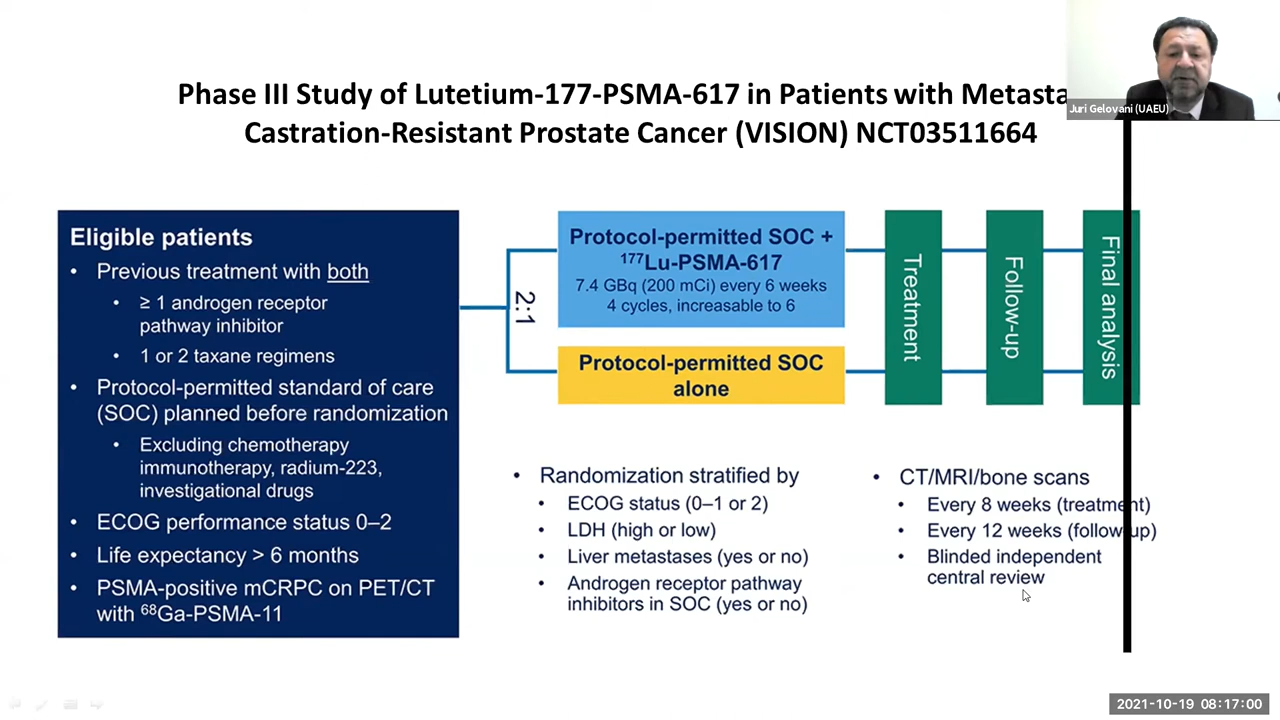 Phase III Study of Lutetium-177-PSMA-617 in Patients with Metasta
Castration-Resistant Prostate Cancer (VISION) NCT03511664
Juri Gelovani (UAEU)
Eligible patients
• Previous treatment with both
• ≥ 1 androgen receptor
pathway inhibitor
• 1 or 2 taxane regimens
• Protocol-permitted standard of care
(SOC) planned before randomization
• Excluding chemotherapy
immunotherapy, radium-223,
investigational drugs
• ECOG performance status 0–2
• Life expectancy > 6 months
• PSMA-positive mCRPC on PET/CT
with ⁶⁸Ga-PSMA-11
2:1
Protocol-permitted SOC +
¹⁷⁷Lu-PSMA-617
7.4 GBq (200 mCi) every 6 weeks
4 cycles, increasable to 6
Protocol-permitted SOC
alone
Treatment
Follow-up
Final analysis
• Randomization stratified by
• ECOG status (0–1 or 2)
• LDH (high or low)
• Liver metastases (yes or no)
• Androgen receptor pathway
inhibitors in SOC (yes or no)
• CT/MRI/bone scans
• Every 8 weeks (treatment)
• Every 12 weeks (follow-up)
• Blinded independent
central review
2021-10-19 08:17:00